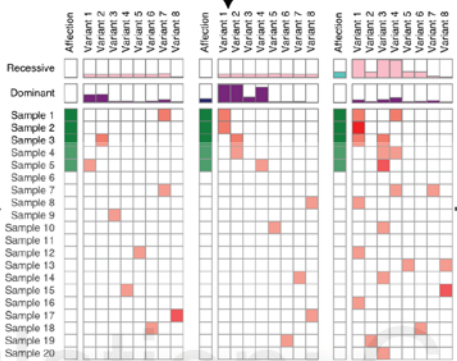 Affection Variant 1 Variant 2 Variant 3 Variant 4 Variant 5 Variant 6 Variant 7 Variant 8
Affection Variant 1 Variant 2 Variant 3 Variant 4 Variant 5 Variant 6 Variant 7 Variant 8
Affection Variant 1 Variant 2 Variant 3 Variant 4 Variant 5 Variant 6 Variant 7 Variant 8
Recessive
Dominant
Sample 1
Sample 2
Sample 3
Sample 4
Sample 5
Sample 6
Sample 7
Sample 8
Sample 9
Sample 10
Sample 11
Sample 12
Sample 13
Sample 14
Sample 15
Sample 16
Sample 17
Sample 18
Sample 19
Sample 20